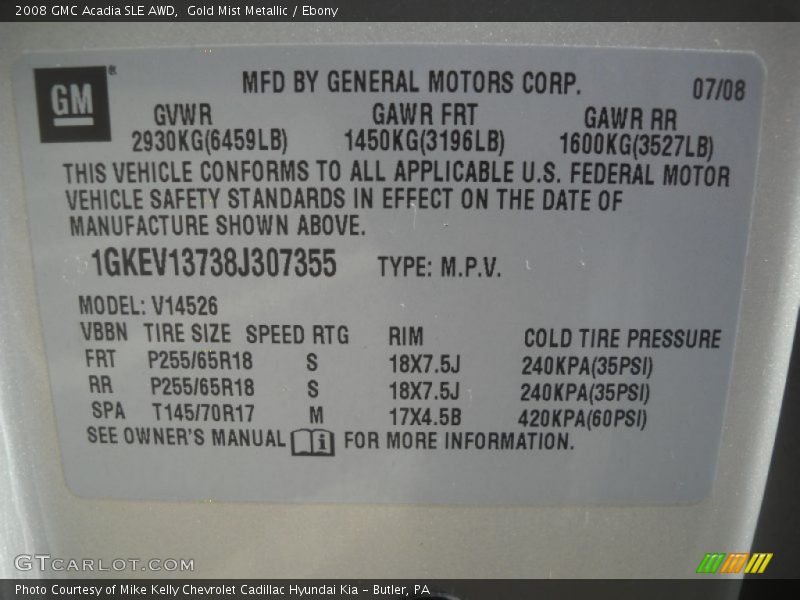 2008 GMC Acadia SLE AWD,  Gold Mist Metallic / Ebony
GM ®
MFD BY GENERAL MOTORS CORP. 07/08
GVWR GAWR FRT GAWR RR
2930KG(6459LB) 1450KG(3196LB) 1600KG(3527LB)
THIS VEHICLE CONFORMS TO ALL APPLICABLE U.S. FEDERAL MOTOR
VEHICLE SAFETY STANDARDS IN EFFECT ON THE DATE OF
MANUFACTURE SHOWN ABOVE.
1GKEV13738J307355 TYPE: M.P.V.
MODEL: V14526
VBBN TIRE SIZE SPEED RTG RIM COLD TIRE PRESSURE
FRT P255/65R18 S 18X7.5J 240KPA(35PSI)
RR P255/65R18 S 18X7.5J 240KPA(35PSI)
SPA T145/70R17 M 17X4.5B 420KPA(60PSI)
SEE OWNER'S MANUAL i FOR MORE INFORMATION.
GTCARLOT.COM
Photo Courtesy of Mike Kelly Chevrolet Cadillac Hyundai Kia – Butler, PA